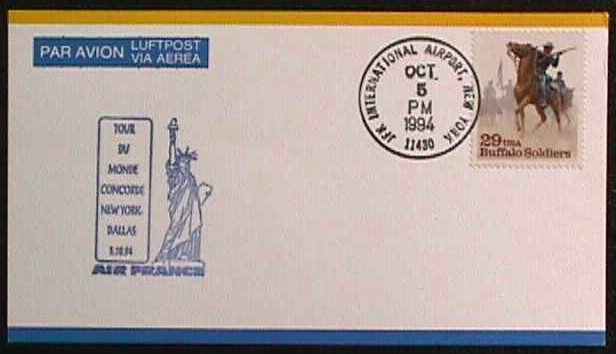 PAR AVION
LUFTPOST
VIA AEREA
TOUR
DU
MONDE
CONCORDE
NEW YORK-
DALLAS
5.10.94
AIR FRANCE
JFK INTERNATIONAL AIRPORT, NEW YORK
OCT.
5
PM
1994
11430
29 USA
Buffalo Soldiers